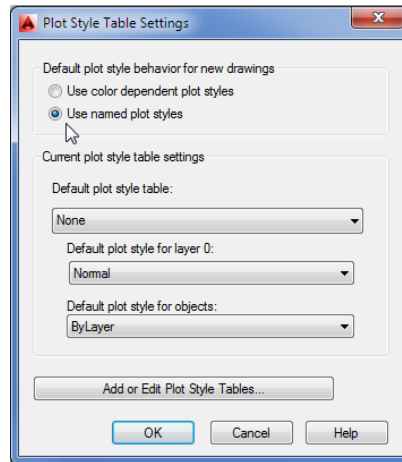 Plot Style Table Settings
Default plot style behavior for new drawings
Use color dependent plot styles
Use named plot styles
Current plot style table settings
Default plot style table:
None
Default plot style for layer 0:
Normal
Default plot style for objects:
ByLayer
Add or Edit Plot Style Tables...
OK Cancel Help